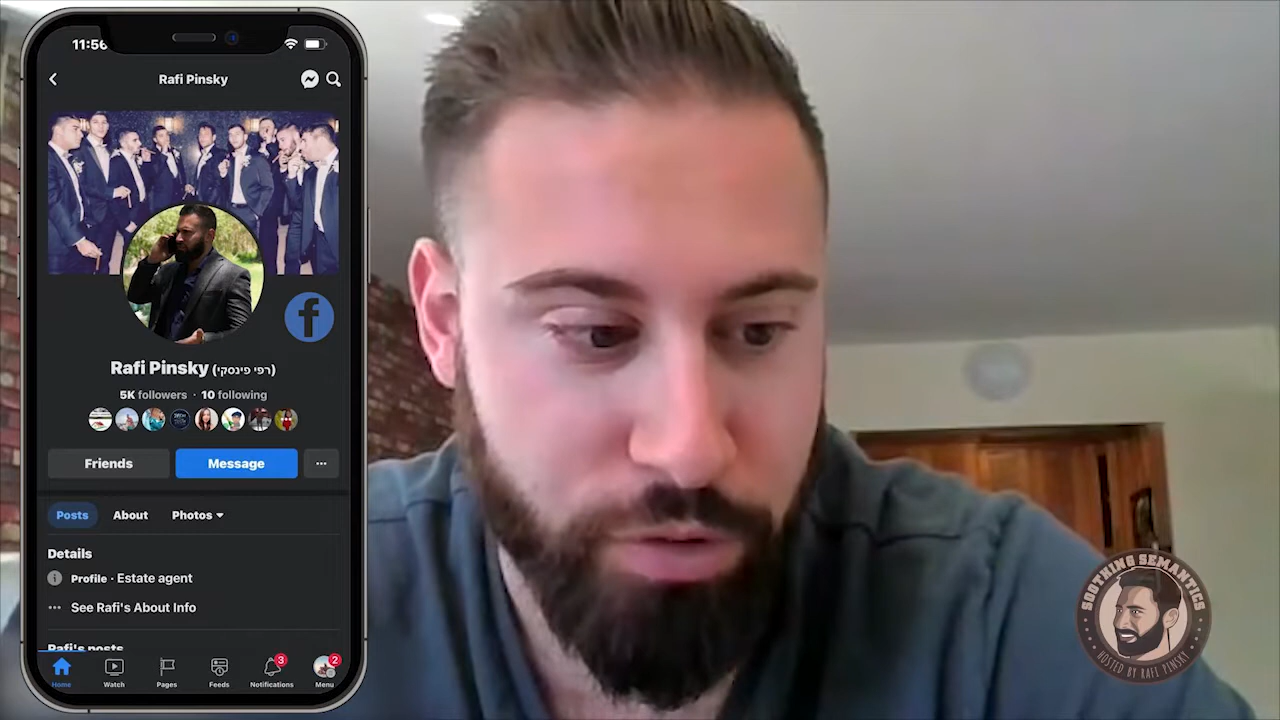 11:56
Rafi Pinsky
f
Rafi Pinsky (רפי פינסקי)
5K followers · 10 following
Friends
Message
Posts
About
Photos
Details
Profile · Estate agent
See Rafi's About Info
Rafi's posts
3
2
Home
Watch
Pages
Feeds
Notifications
Menu
SOOTHING SEMANTICS
HOSTED BY RAFI PINSKY